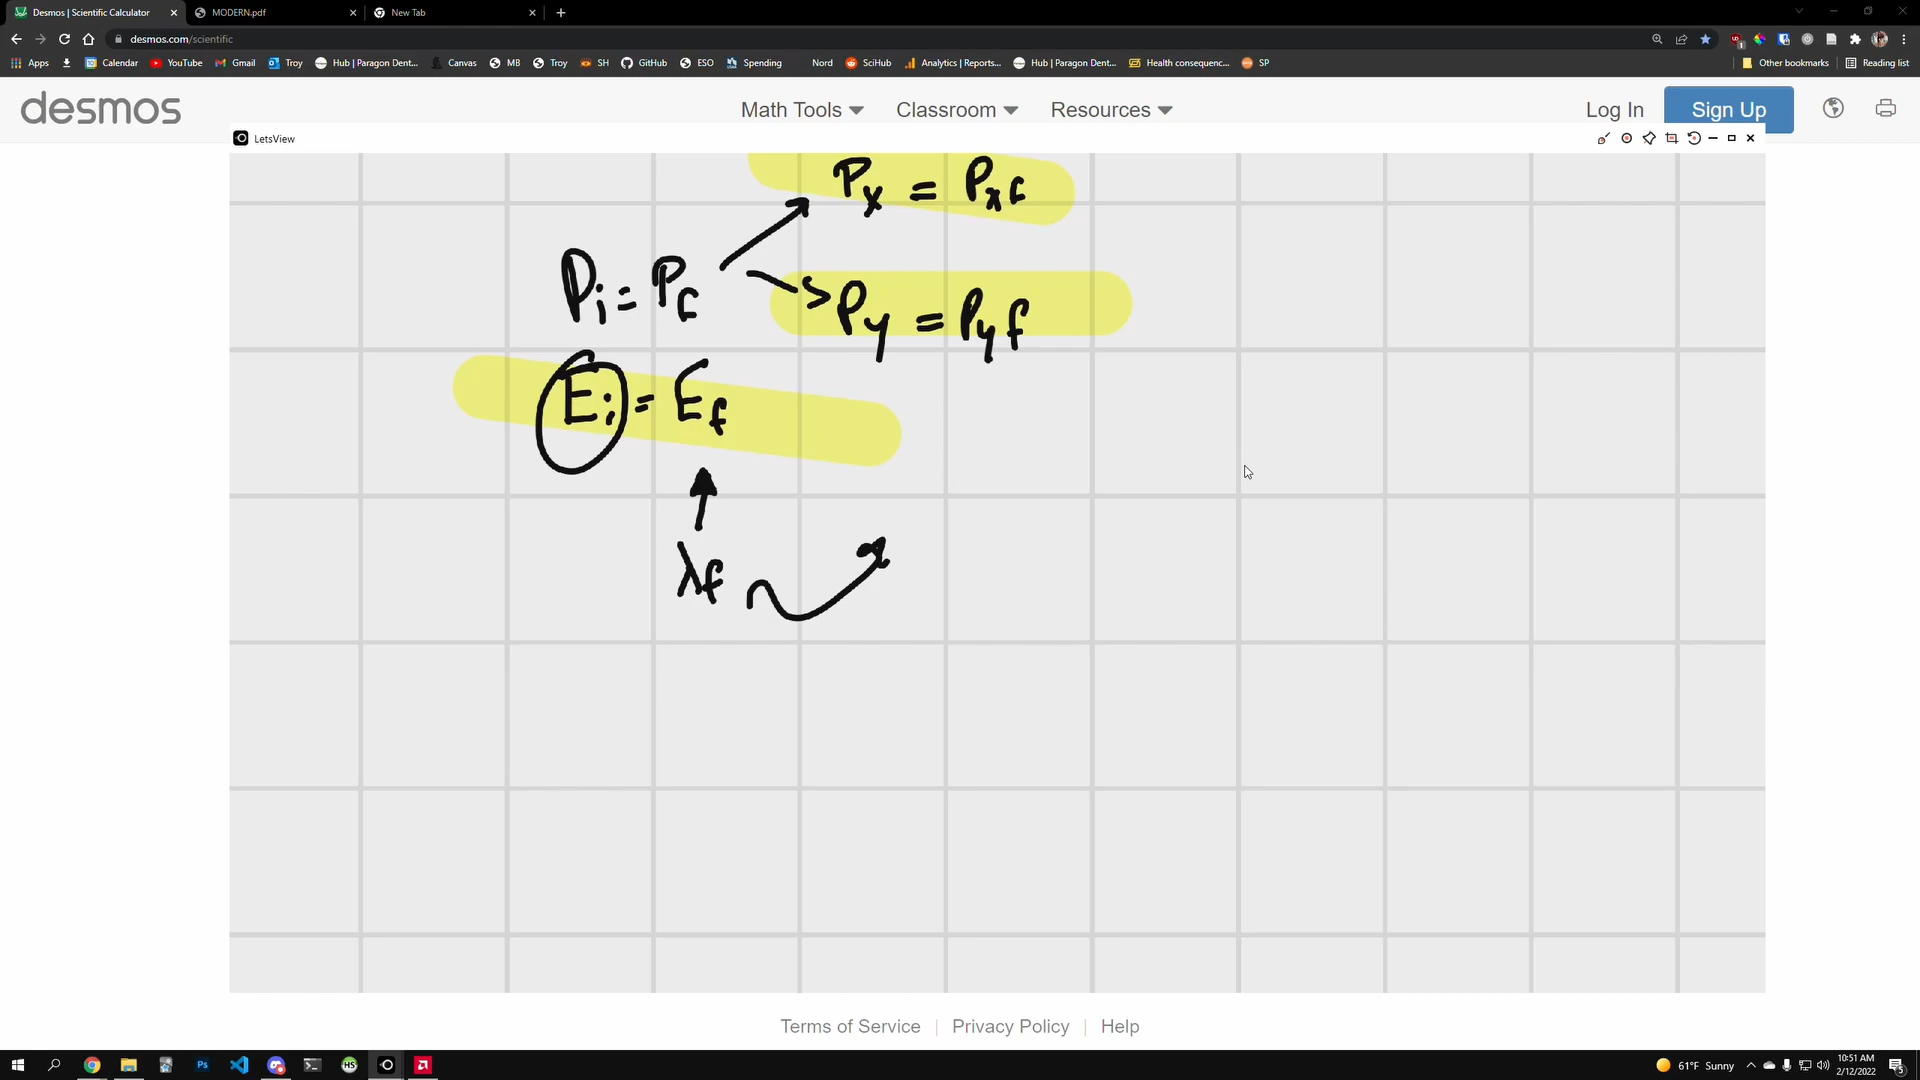 Desmos | Scientific Calculator
MODERN.pdf
New Tab
desmos.com/scientific
Apps Calendar YouTube Gmail Troy Hub | Paragon Dent... Canvas MB Troy SH GitHub ESO Spending Nord SciHub Analytics | Reports... Hub | Paragon Dent... Health consequenc... SP Other bookmarks Reading list
desmos Math Tools Classroom Resources Log In Sign Up
LetsView
Px = Pxf
Pi = Pf
Py = Pyf
Ei = Ef
λf
Terms of Service | Privacy Policy | Help
61°F Sunny
10:51 AM
2/12/2022